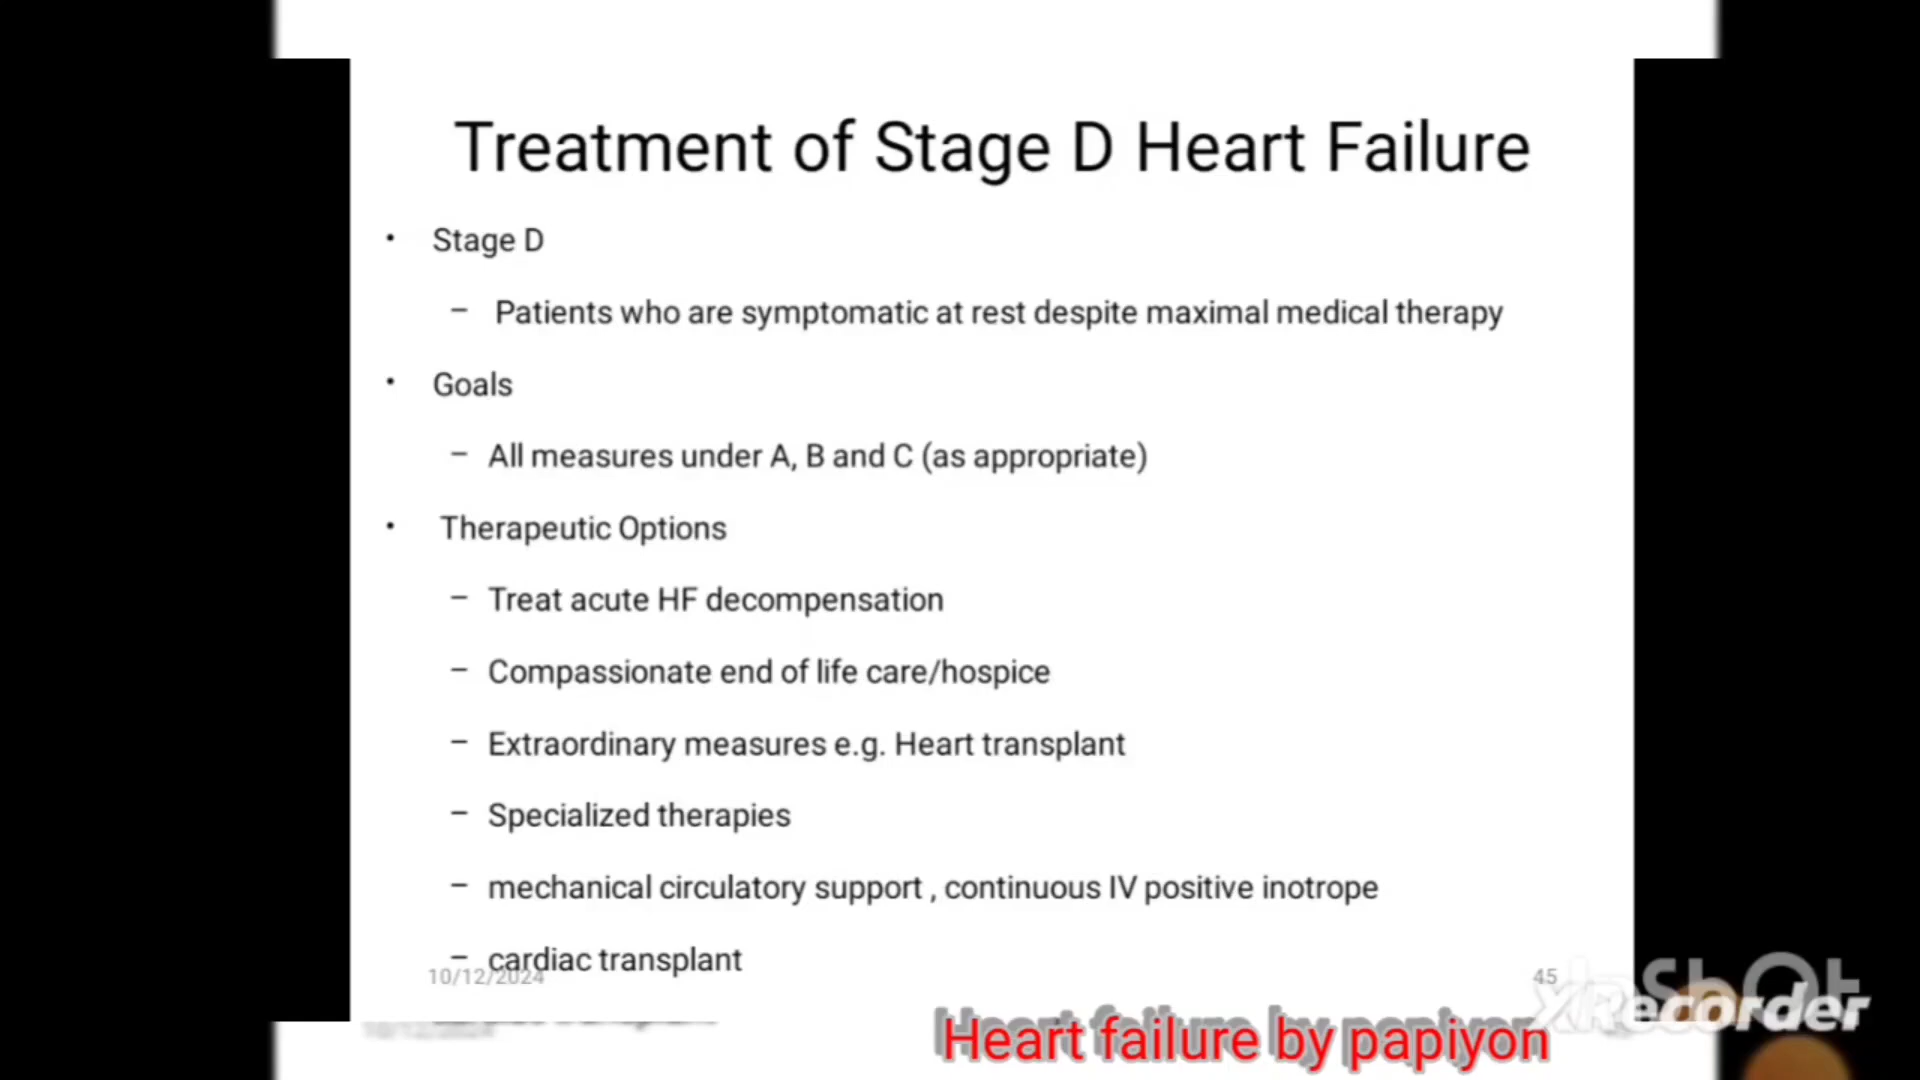 Treatment of Stage D Heart Failure
• Stage D
– Patients who are symptomatic at rest despite maximal medical therapy
• Goals
– All measures under A, B and C (as appropriate)
• Therapeutic Options
– Treat acute HF decompensation
– Compassionate end of life care/hospice
– Extraordinary measures e.g. Heart transplant
– Specialized therapies
– mechanical circulatory support , continuous IV positive inotrope
– cardiac transplant
10/12/2024
45
InShOt
XRecorder
Heart failure by papiyon